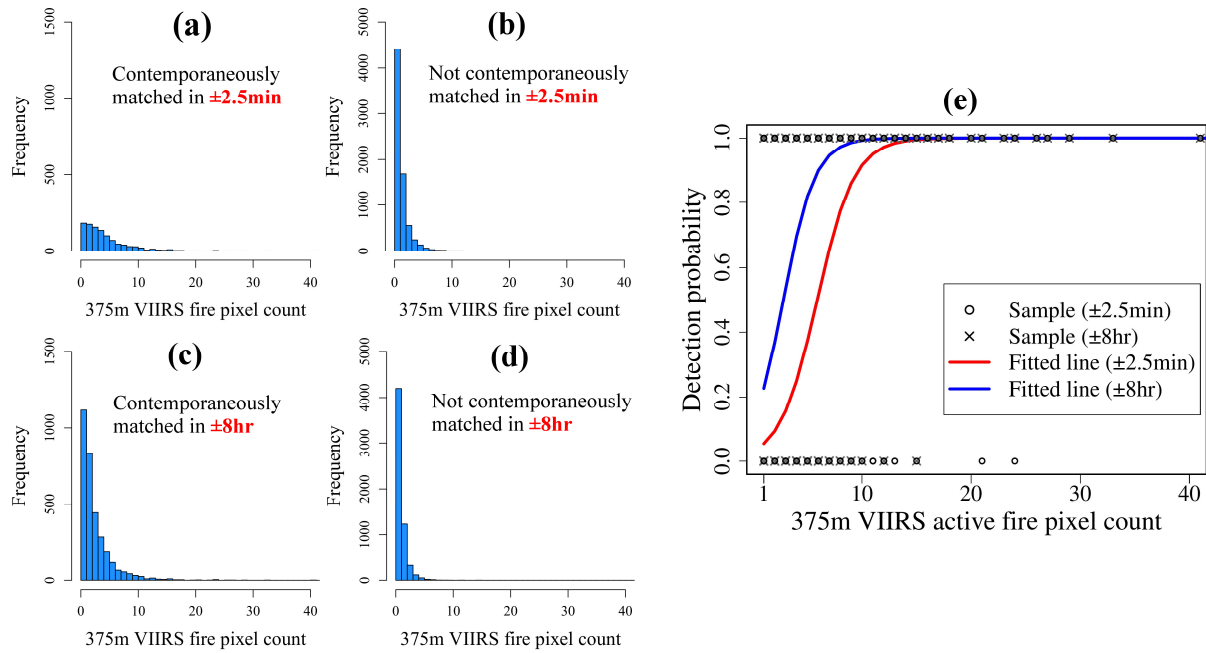 (a)
Contemporaneously
matched in ±2.5min
Frequency
0 500 1000 1500
0 10 20 30 40
375m VIIRS fire pixel count
(b)
Not contemporaneously
matched in ±2.5min
Frequency
0 1000 2000 3000 4000 5000
0 10 20 30 40
375m VIIRS fire pixel count
(c)
Contemporaneously
matched in ±8hr
Frequency
0 500 1000 1500
0 10 20 30 40
375m VIIRS fire pixel count
(d)
Not contemporaneously
matched in ±8hr
Frequency
0 1000 2000 3000 4000 5000
0 10 20 30 40
375m VIIRS fire pixel count
(e)
Detection probability
0.0 0.2 0.4 0.6 0.8 1.0
Sample (±2.5min)
Sample (±8hr)
Fitted line (±2.5min)
Fitted line (±8hr)
1 10 20 30 40
375m VIIRS active fire pixel count